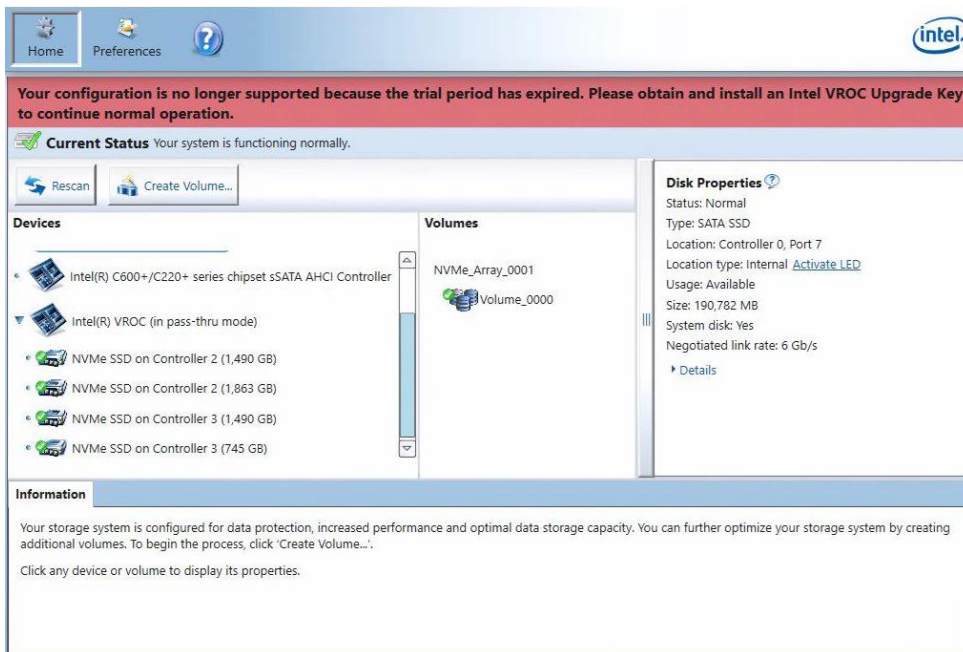 Home
Preferences
?
intel
Your configuration is no longer supported because the trial period has expired. Please obtain and install an Intel VROC Upgrade Key
to continue normal operation.
Current Status Your system is functioning normally.
Rescan
Create Volume...
Devices
Intel(R) C600+/C220+ series chipset sSATA AHCI Controller
Intel(R) VROC (in pass-thru mode)
NVMe SSD on Controller 2 (1,490 GB)
NVMe SSD on Controller 2 (1,863 GB)
NVMe SSD on Controller 3 (1,490 GB)
NVMe SSD on Controller 3 (745 GB)
Volumes
NVMe_Array_0001
Volume_0000
Disk Properties ?
Status: Normal
Type: SATA SSD
Location: Controller 0, Port 7
Location type: Internal Activate LED
Usage: Available
Size: 190,782 MB
System disk: Yes
Negotiated link rate: 6 Gb/s
Details
Information
Your storage system is configured for data protection, increased performance and optimal data storage capacity. You can further optimize your storage system by creating
additional volumes. To begin the process, click 'Create Volume...'.
Click any device or volume to display its properties.